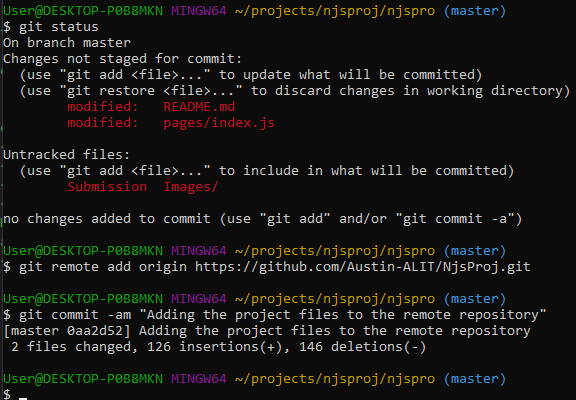 User@DESKTOP-P0B8MKN MINGW64 ~/projects/njsproj/njspro (master)
$ git status
On branch master
Changes not staged for commit:
  (use "git add <file>..." to update what will be committed)
  (use "git restore <file>..." to discard changes in working directory)
        modified:   README.md
        modified:   pages/index.js

Untracked files:
  (use "git add <file>..." to include in what will be committed)
        Submission  Images/

no changes added to commit (use "git add" and/or "git commit -a")

User@DESKTOP-P0B8MKN MINGW64 ~/projects/njsproj/njspro (master)
$ git remote add origin https://github.com/Austin-ALIT/NjsProj.git

User@DESKTOP-P0B8MKN MINGW64 ~/projects/njsproj/njspro (master)
$ git commit -am "Adding the project files to the remote repository"
[master 0aa2d52] Adding the project files to the remote repository
 2 files changed, 126 insertions(+), 146 deletions(-)

User@DESKTOP-P0B8MKN MINGW64 ~/projects/njsproj/njspro (master)
$